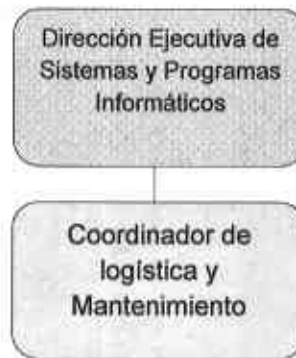 Dirección Ejecutiva de
Sistemas y Programas
Informáticos
Coordinador de
logística y
Mantenimiento